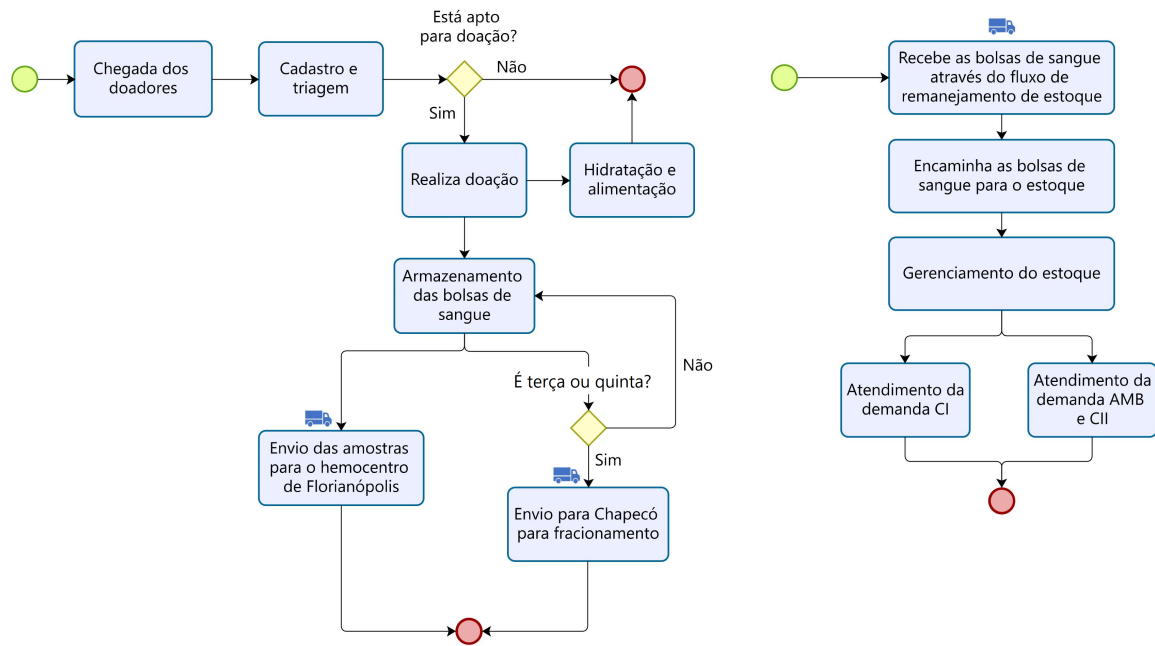 Chegada dos
doadores
Cadastro e
triagem
Está apto
para doação?
Não
Sim
Realiza doação
Hidratação e
alimentação
Armazenamento
das bolsas de
sangue
É terça ou quinta?
Não
Sim
Envio das amostras
para o hemocentro
de Florianópolis
Envio para Chapecó
para fracionamento
Recebe as bolsas de sangue
através do fluxo de
remanejamento de estoque
Encaminha as bolsas de
sangue para o estoque
Gerenciamento do estoque
Atendimento da
demanda CI
Atendimento da
demanda AMB
e CII